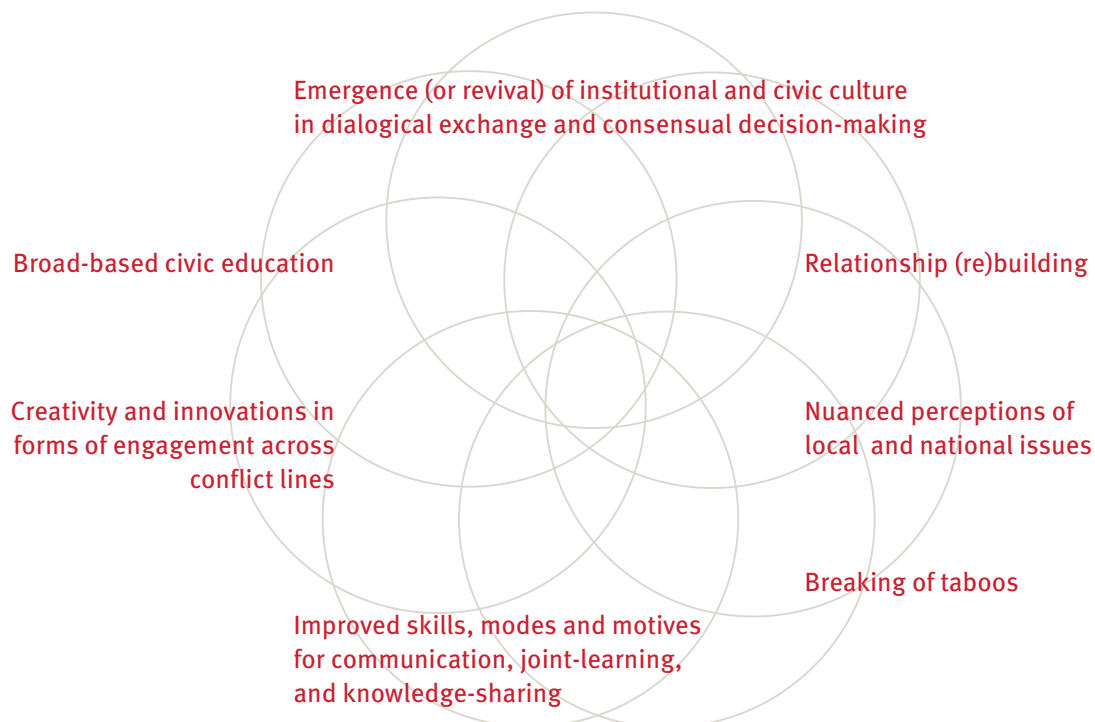 Emergence (or revival) of institutional and civic culture
in dialogical exchange and consensual decision-making
Broad-based civic education
Relationship (re)building
Creativity and innovations in
forms of engagement across
conflict lines
Nuanced perceptions of
local and national issues
Breaking of taboos
Improved skills, modes and motives
for communication, joint-learning,
and knowledge-sharing